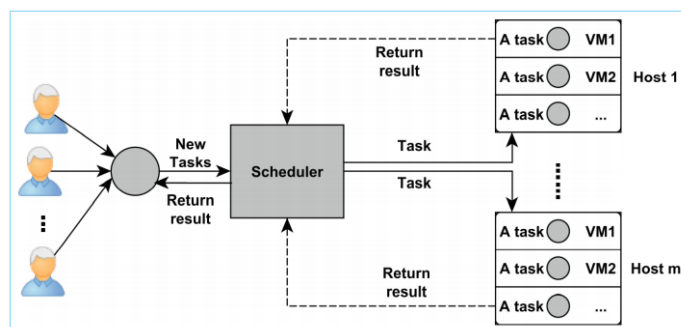 Return
result
A task VM1
A task VM2
A task ...
Host 1
New
Tasks
Scheduler
Task
Task
Return
result
A task VM1
A task VM2
A task ...
Host m
Return
result